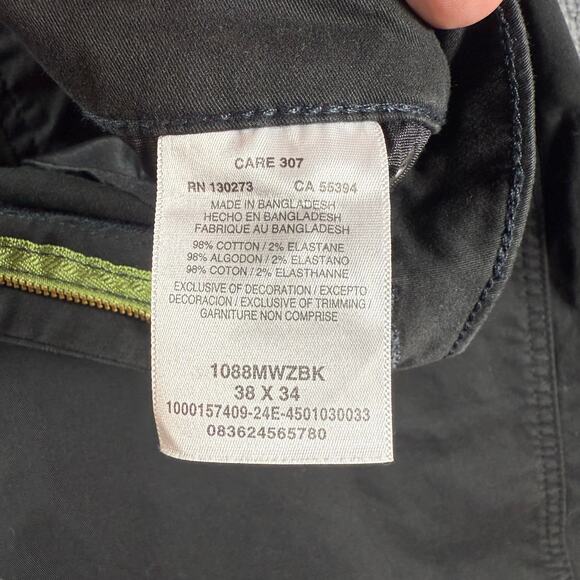 CARE 307
RN 130273 CA 55394
MADE IN BANGLADESH
HECHO EN BANGLADESH
FABRIQUE AU BANGLADESH
98% COTTON / 2% ELASTANE
98% ALGODON / 2% ELASTANO
98% COTON / 2% ELASTHANNE
EXCLUSIVE OF DECORATION / EXCEPTO
DECORACION / EXCLUSIVE OF TRIMMING /
GARNITURE NON COMPRISE
1088MWZBK
38 X 34
1000157409-24E-4501030033
083624565780